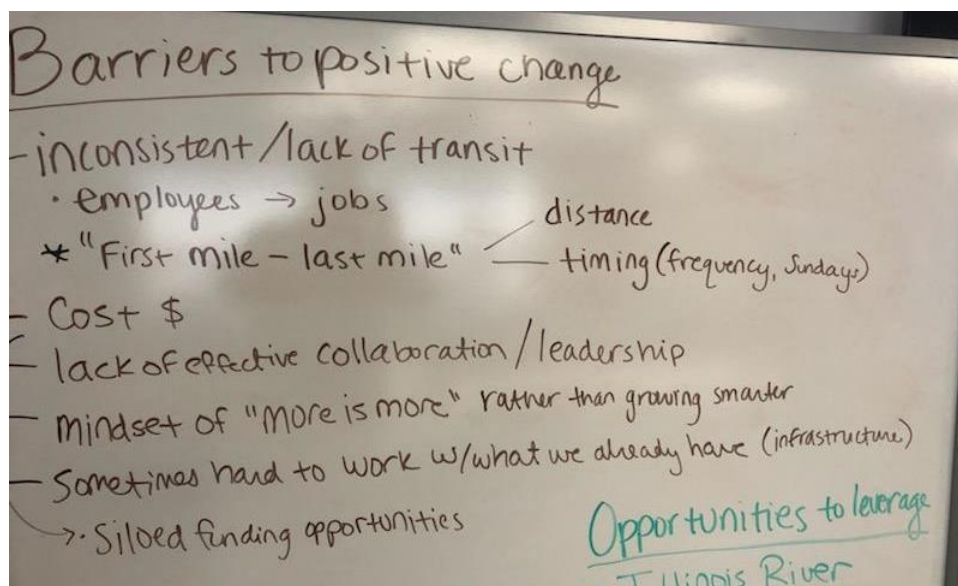 Barriers to positive change
- inconsistent/lack of transit
· employees → jobs
* "First mile - last mile"
distance
timing (frequency, Sundays)
- Cost $
- lack of effective collaboration/leadership
- mindset of "more is more" rather than growing smarter
- Sometimes hard to work w/what we already have (infrastructure)
→· Siloed funding opportunities
Opportunities to leverage
Illinois River